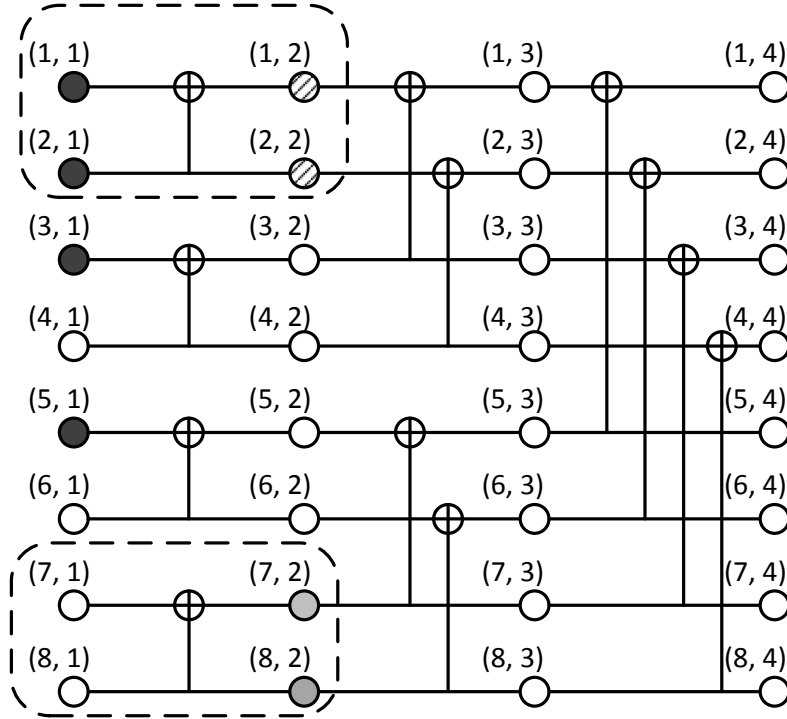 (1, 1) (1, 2) (1, 3) (1, 4)
(2, 1) (2, 2) (2, 3) (2, 4)
(3, 1) (3, 2) (3, 3) (3, 4)
(4, 1) (4, 2) (4, 3) (4, 4)
(5, 1) (5, 2) (5, 3) (5, 4)
(6, 1) (6, 2) (6, 3) (6, 4)
(7, 1) (7, 2) (7, 3) (7, 4)
(8, 1) (8, 2) (8, 3) (8, 4)